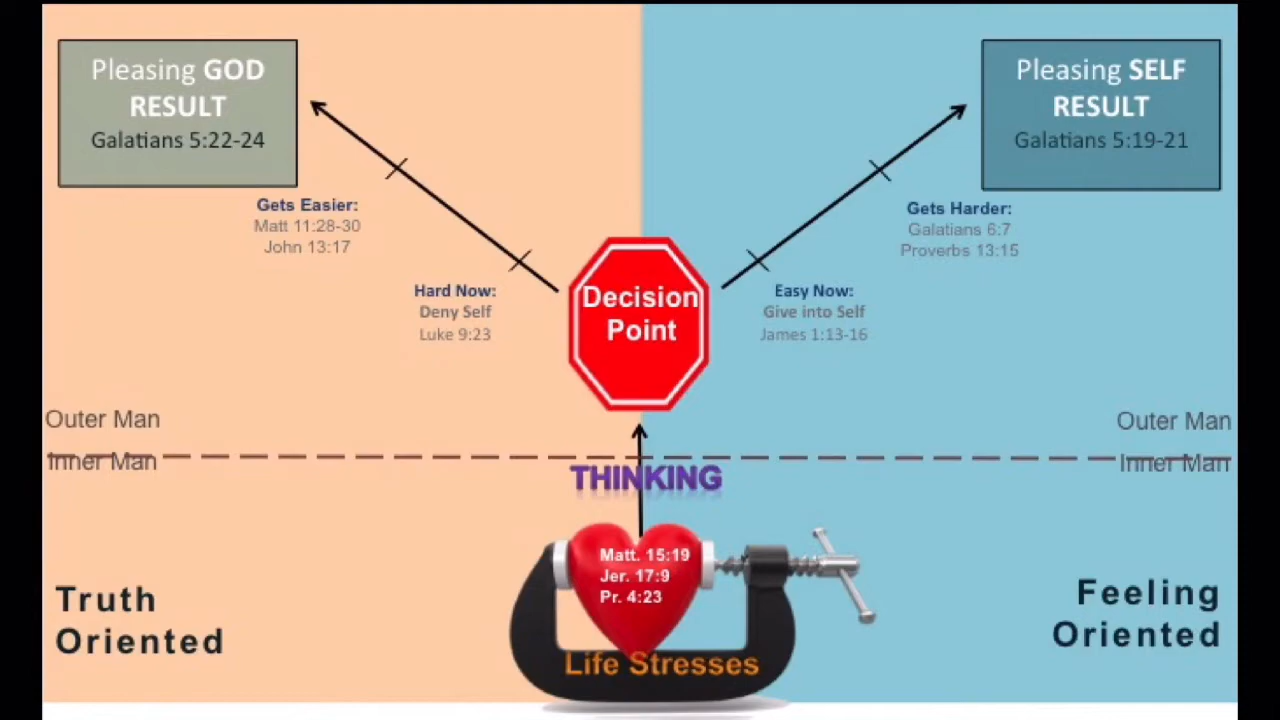 Pleasing GOD
RESULT
Galatians 5:22-24
Pleasing SELF
RESULT
Galatians 5:19-21
Gets Easier:
Matt 11:28-30
John 13:17
Gets Harder:
Galatians 6:7
Proverbs 13:15
Hard Now:
Deny Self
Luke 9:23
Decision
Point
Easy Now:
Give into Self
James 1:13-16
Outer Man
Inner Man
Outer Man
Inner Man
THINKING
Matt. 15:19
Jer. 17:9
Pr. 4:23
Life Stresses
Truth
Oriented
Feeling
Oriented